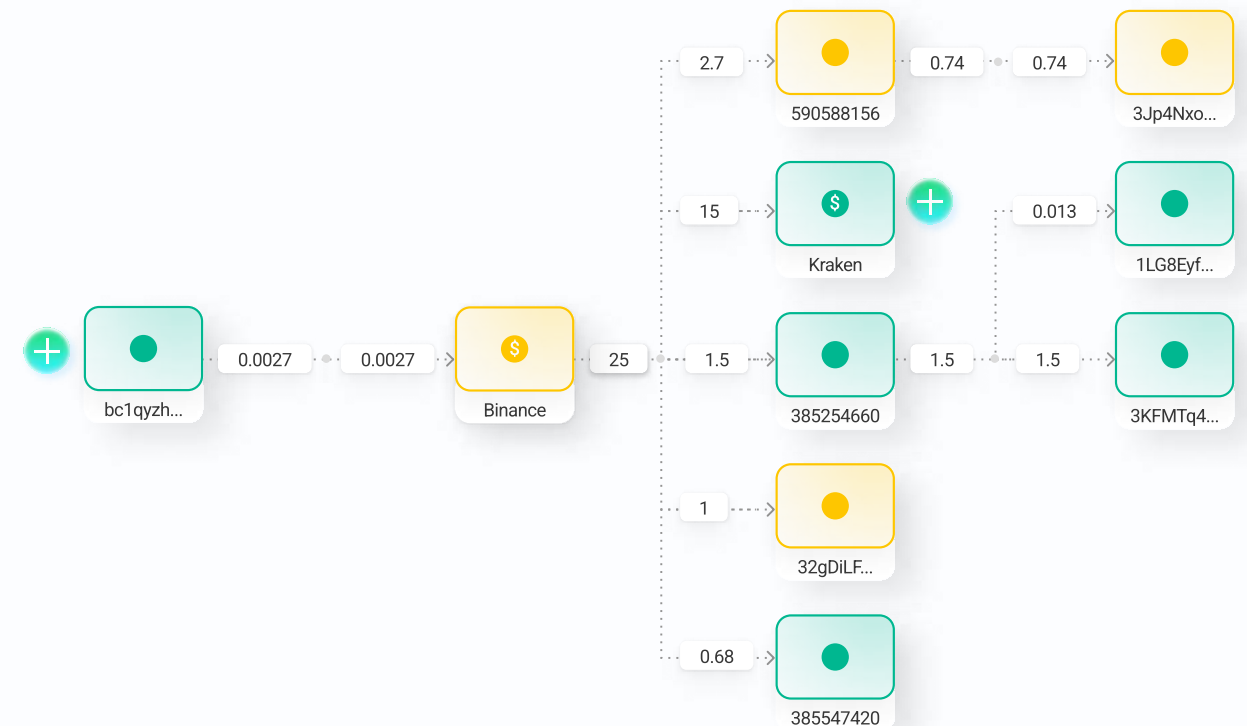 2.7
590588156
0.74
0.74
3Jp4Nxo...
15
$
Kraken
0.013
1LG8Eyf...
bc1qyzh...
0.0027
0.0027
$
Binance
25
1.5
385254660
1.5
1.5
3KFMTq4...
1
32gDiLF...
0.68
385547420